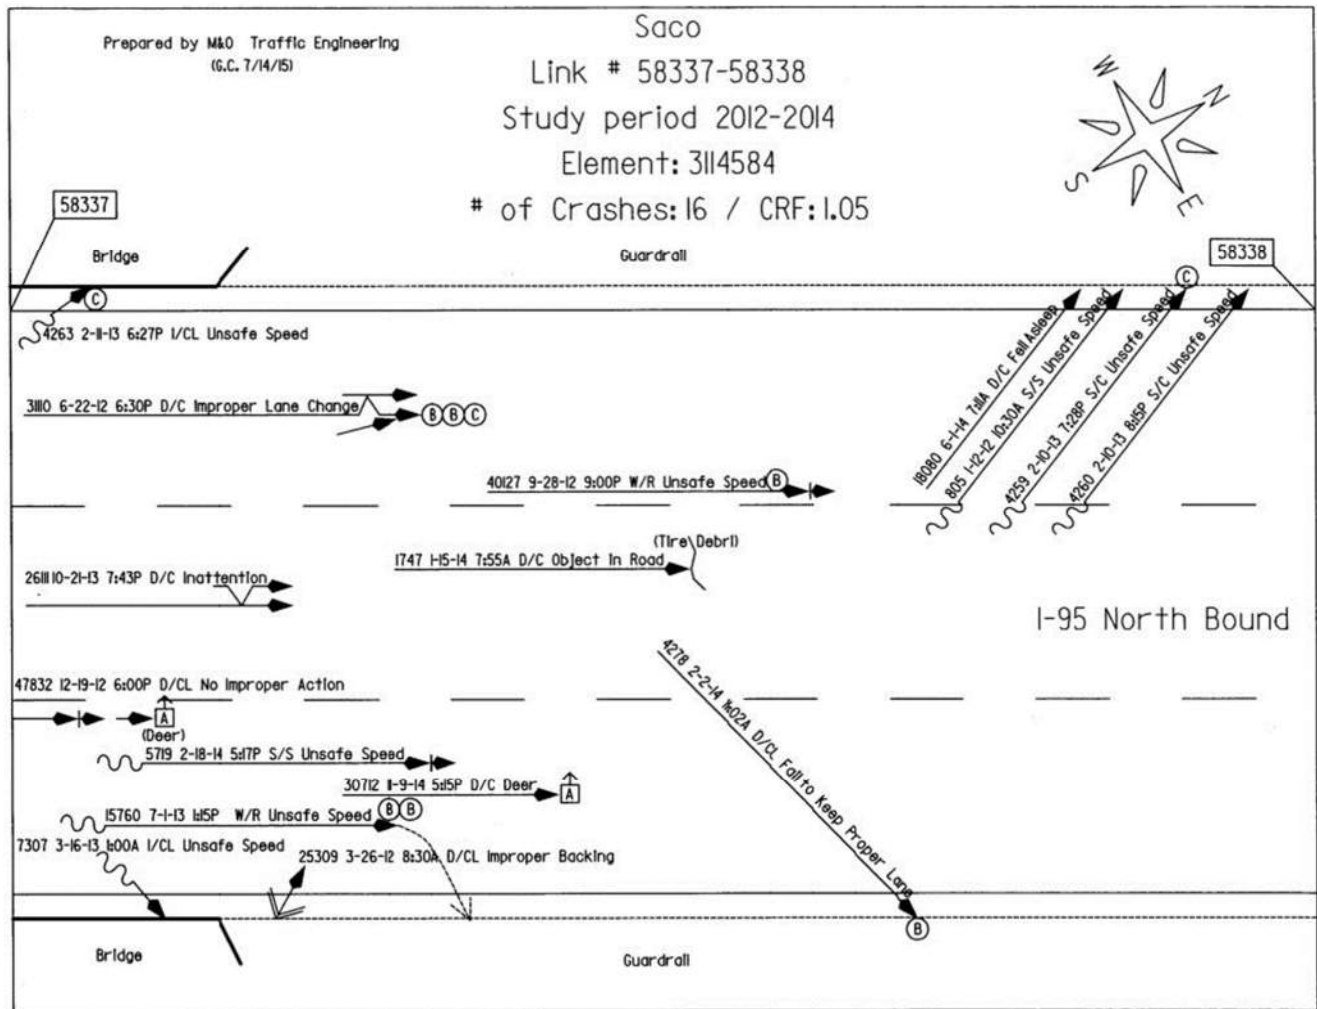 Prepared by M&O Traffic Engineering
(G.C. 7/14/15)
Saco
Link # 58337-58338
Study period 2012-2014
Element: 3114584
# of Crashes: 16 / CRF: 1.05
W
N
S
E
58337
58338
Bridge
Guardrail
C
4263 2-11-13 6:27P I/CL Unsafe Speed
C
18080 6-1-14 7:11A D/C Fell Asleep
805 1-12-12 10:30A S/S Unsafe Speed
4259 2-10-13 7:28P S/C Unsafe Speed
4260 2-10-13 8:15P S/C Unsafe Speed
31110 6-22-12 6:30P D/C Improper Lane Change
B B C
40127 9-28-12 9:00P W/R Unsafe Speed
B
(Tire Debri)
1747 1-15-14 7:55A D/C Object in Road
26111 10-21-13 7:43P D/C Inattention
I-95 North Bound
4278 2-2-14 11:02A D/CL Fail to Keep Proper Lane
47832 12-19-12 6:00P D/CL No Improper Action
A
(Deer)
5719 2-18-14 5:17P S/S Unsafe Speed
30712 11-9-14 5:15P D/C Deer
A
15760 7-1-13 1:15P W/R Unsafe Speed
B B
7307 3-16-13 1:00A I/CL Unsafe Speed
25309 3-26-12 8:30A D/CL Improper Backing
B
Bridge
Guardrail